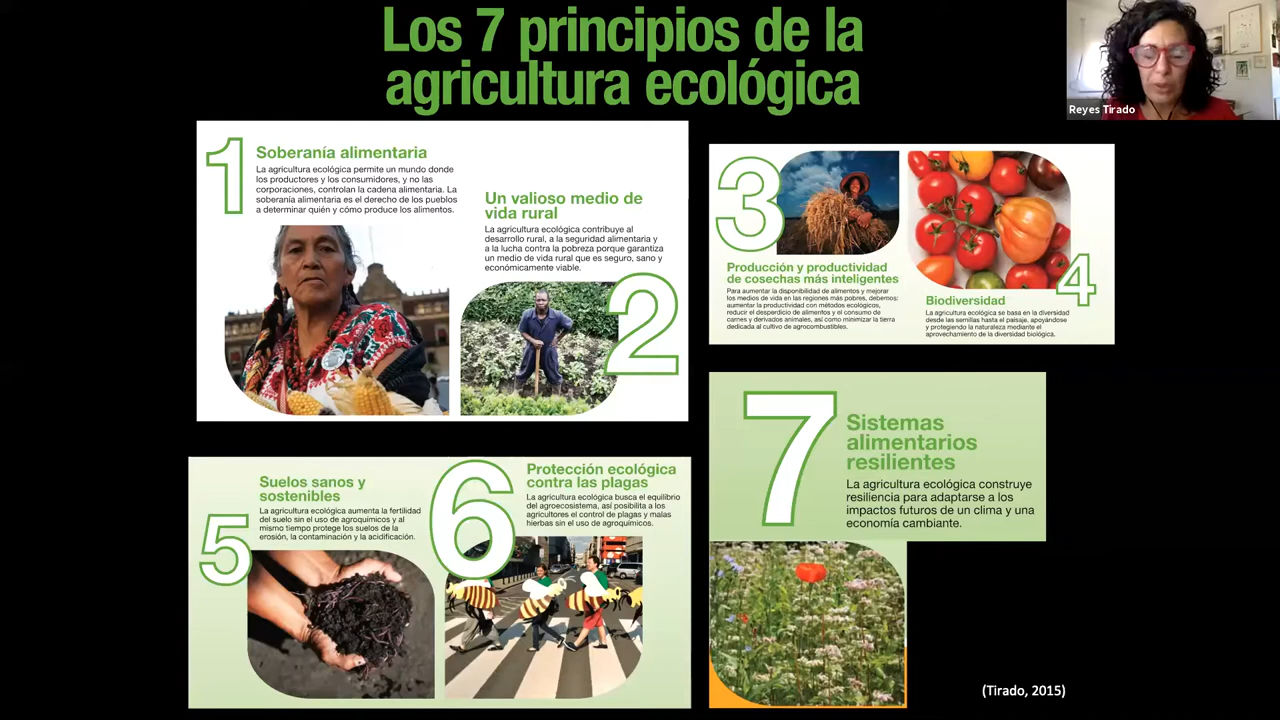 Los 7 principios de la
agricultura ecológica
Reyes Tirado
1
Soberanía alimentaria
La agricultura ecológica permite un mundo donde
los productores y los consumidores, y no las
corporaciones, controlan la cadena alimentaria. La
soberanía alimentaria es el derecho de los pueblos
a determinar quién y cómo produce los alimentos.
Un valioso medio de
vida rural
La agricultura ecológica contribuye al
desarrollo rural, a la seguridad alimentaria y
a la lucha contra la pobreza porque garantiza
un medio de vida rural que es seguro, sano y
económicamente viable.
2
3
Producción y productividad
de cosechas más inteligentes
Para aumentar la disponibilidad de alimentos y mejorar
los medios de vida en las regiones más pobres, debemos:
aumentar la productividad con métodos ecológicos,
reducir el desperdicio de alimentos y el consumo de
carnes y derivados animales, así como minimizar la tierra
dedicada al cultivo de agrocombustibles.
4
Biodiversidad
La agricultura ecológica se basa en la diversidad
desde las semillas hasta el paisaje, apoyándose
y protegiendo la naturaleza mediante el
aprovechamiento de la diversidad biológica.
5
Suelos sanos y
sostenibles
La agricultura ecológica aumenta la fertilidad
del suelo sin el uso de agroquímicos y al
mismo tiempo protege los suelos de la
erosión, la contaminación y la acidificación.
6
Protección ecológica
contra las plagas
La agricultura ecológica busca el equilibrio
del agroecosistema, así posibilita a los
agricultores el control de plagas y malas
hierbas sin el uso de agroquímicos.
7
Sistemas
alimentarios
resilientes
La agricultura ecológica construye
resiliencia para adaptarse a los
impactos futuros de un clima y una
economía cambiante.
(Tirado, 2015)